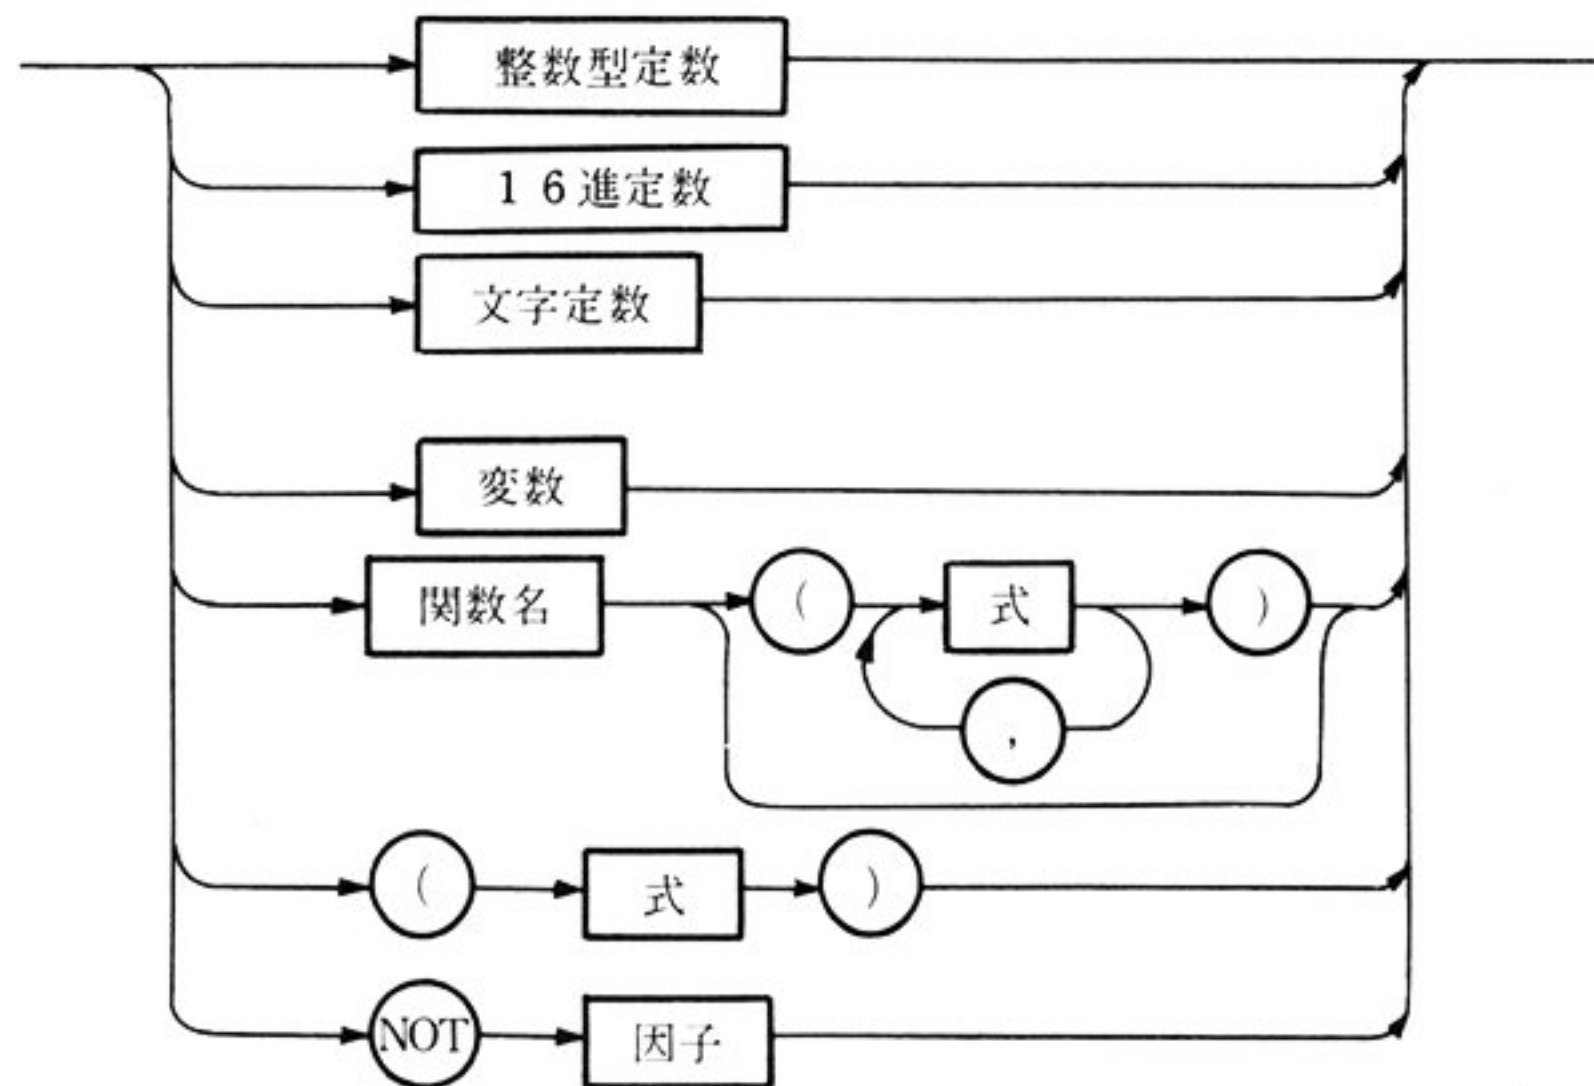 整数型定数
16進定数
文字定数
変数
関数名 ( 式 )
,
( 式 )
NOT 因子